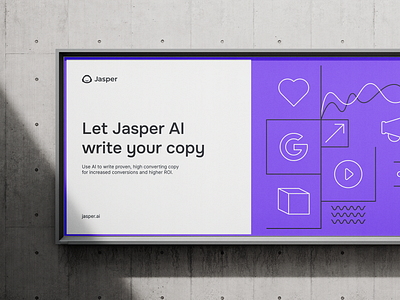 Jasper
Let Jasper AI
write your copy
Use AI to write proven, high converting copy
for increased conversions and higher ROI.
jasper.ai
G